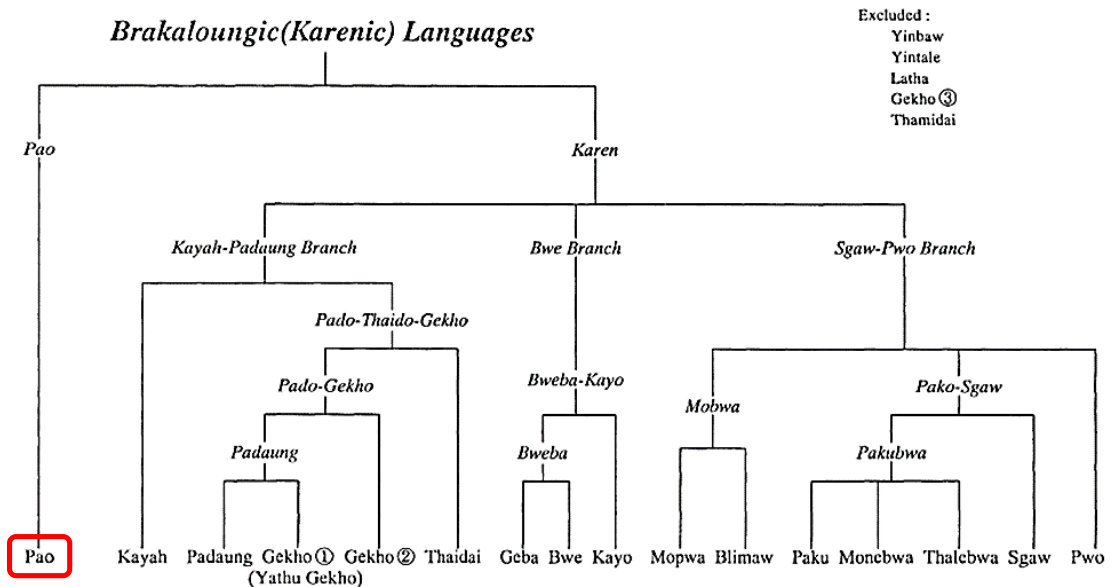 Brakaloungic(Karenic) Languages
Excluded :
Yinbaw
Yintale
Latha
Gekho ③
Thamidai
Pao
Karen
Kayah-Padaung Branch
Bwe Branch
Sgaw-Pwo Branch
Pado-Thaido-Gekho
Pado-Gekho
Bweba-Kayo
Pako-Sgaw
Mobwa
Padaung
Bweba
Pakubwa
Pao Kayah Padaung Gekho ① Gekho ② Thaidai Geba Bwe Kayo Mopwa Blimaw Paku Monebwa Thalebwa Sgaw Pwo
(Yathu Gekho)